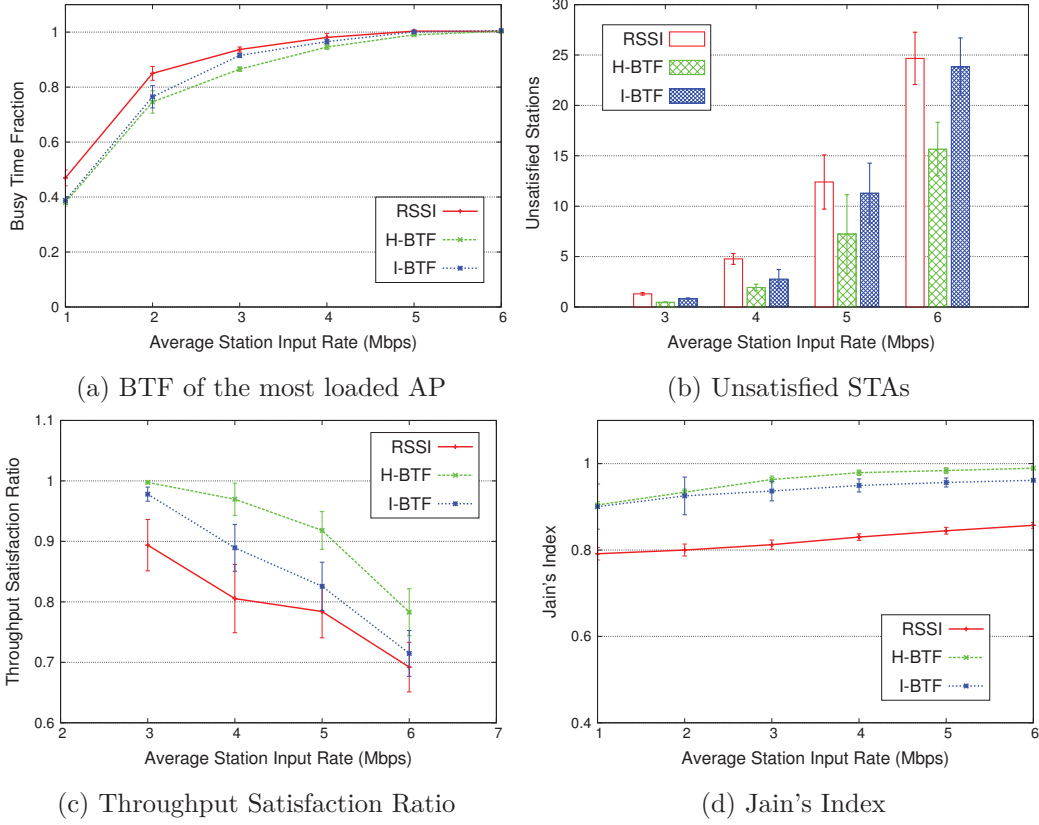 1
0.8
0.6
0.4
0.2
0
1 2 3 4 5 6
Busy Time Fraction
Average Station Input Rate (Mbps)
RSSI
H-BTF
I-BTF
(a) BTF of the most loaded AP
30
25
20
15
10
5
0
3 4 5 6
Unsatisfied Stations
Average Station Input Rate (Mbps)
RSSI
H-BTF
I-BTF
(b) Unsatisfied STAs
1.1
1
0.9
0.8
0.7
0.6
2 3 4 5 6 7
Throughput Satisfaction Ratio
Average Station Input Rate (Mbps)
RSSI
H-BTF
I-BTF
(c) Throughput Satisfaction Ratio
1
0.8
0.6
0.4
1 2 3 4 5 6
Jain's Index
Average Station Input Rate (Mbps)
RSSI
H-BTF
I-BTF
(d) Jain's Index